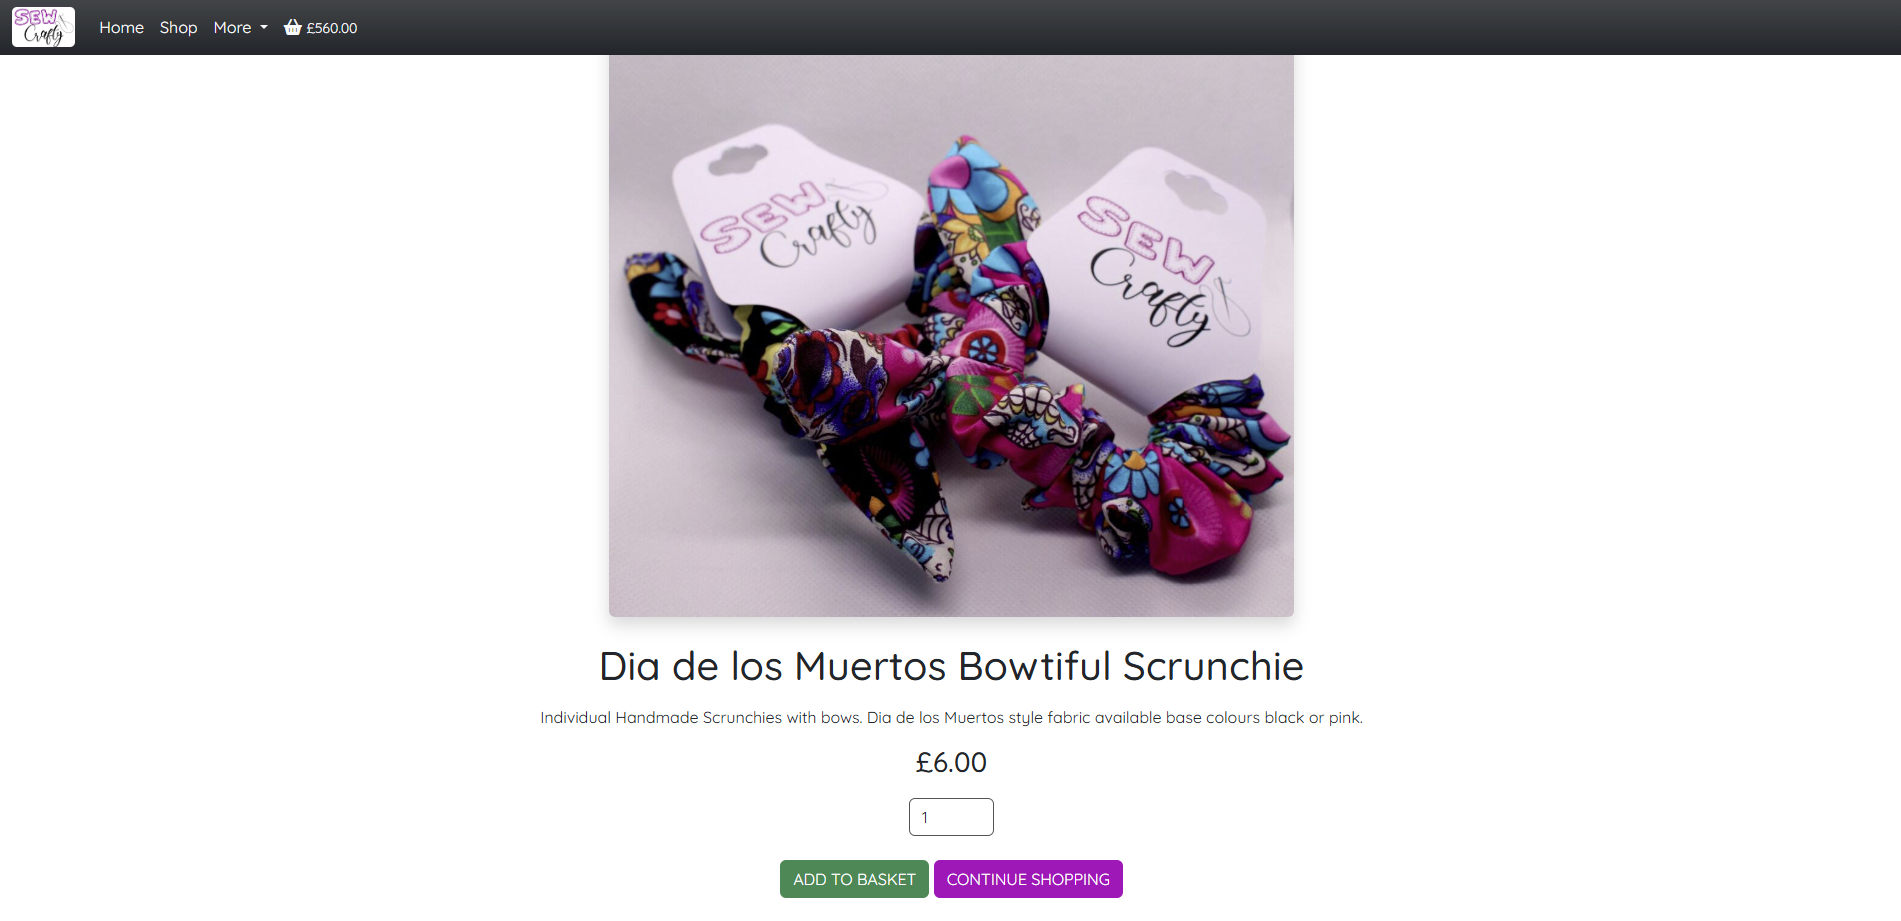 SEW
Crafty
Home Shop More £560.00
SEW
Crafty
SEW
Crafty
Dia de los Muertos Bowtiful Scrunchie
Individual Handmade Scrunchies with bows. Dia de los Muertos style fabric available base colours black or pink.
£6.00
1
ADD TO BASKET CONTINUE SHOPPING